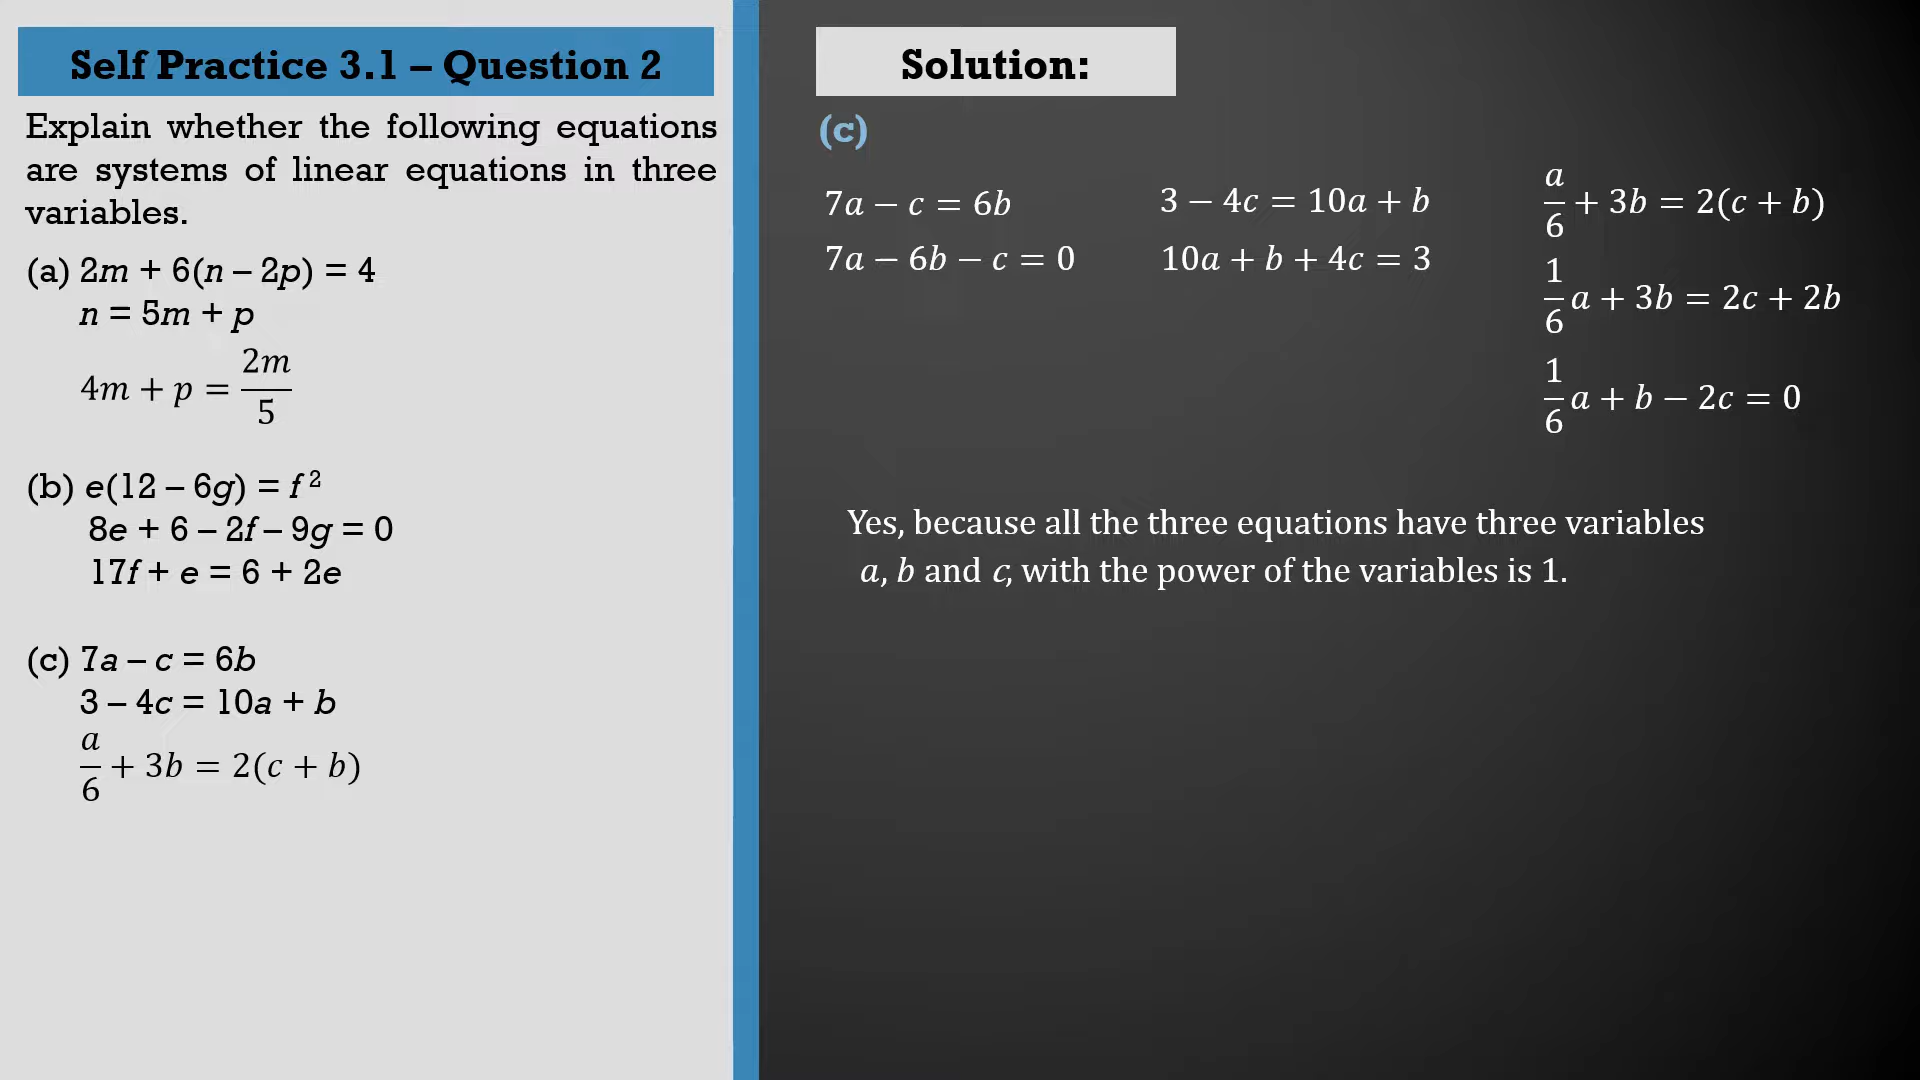 Self Practice 3.1 – Question 2
Explain whether the following equations
are systems of linear equations in three
variables.
(a) 2m + 6(n – 2p) = 4
n = 5m + p
4m + p = 2m/5
(b) e(12 – 6g) = f ²
8e + 6 – 2f – 9g = 0
17f + e = 6 + 2e
(c) 7a – c = 6b
3 – 4c = 10a + b
a/6 + 3b = 2(c + b)
Solution:
(c)
7a − c = 6b
7a − 6b − c = 0
3 − 4c = 10a + b
10a + b + 4c = 3
a/6 + 3b = 2(c + b)
1/6 a + 3b = 2c + 2b
1/6 a + b − 2c = 0
Yes, because all the three equations have three variables
a, b and c, with the power of the variables is 1.